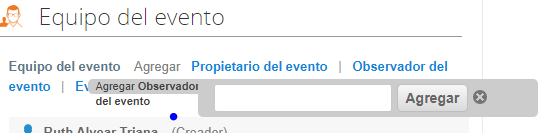 Equipo del evento
Equipo del evento Agregar Propietario del evento | Observador del
evento |
Agregar Observador
del evento
Agregar
Ruth Alvear Triana (Creador)